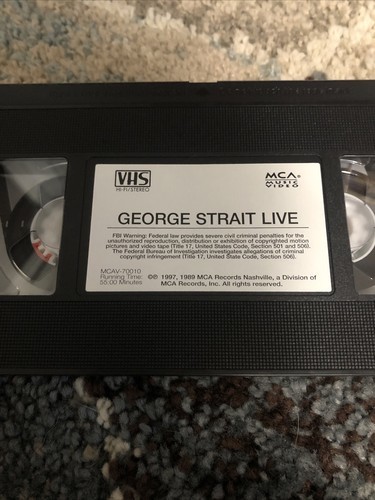 VHS
HI-FI/STEREO
MCA®
MUSIC
VIDEO
GEORGE STRAIT LIVE
FBI Warning: Federal law provides severe civil criminal penalties for the
unauthorized reproduction, distribution or exhibition of copyrighted motion
pictures and video tape (Title 17, United States Code, Section 501 and 506).
The Federal Bureau of Investigation investigates allegations of criminal
copyright infringement (Title 17, United State Code, Section 506).
MCAV-70010
Running Time:
55:00 Minutes
©℗ 1997, 1989 MCA Records Nashville, a Division of
MCA Records, Inc. All rights reserved.